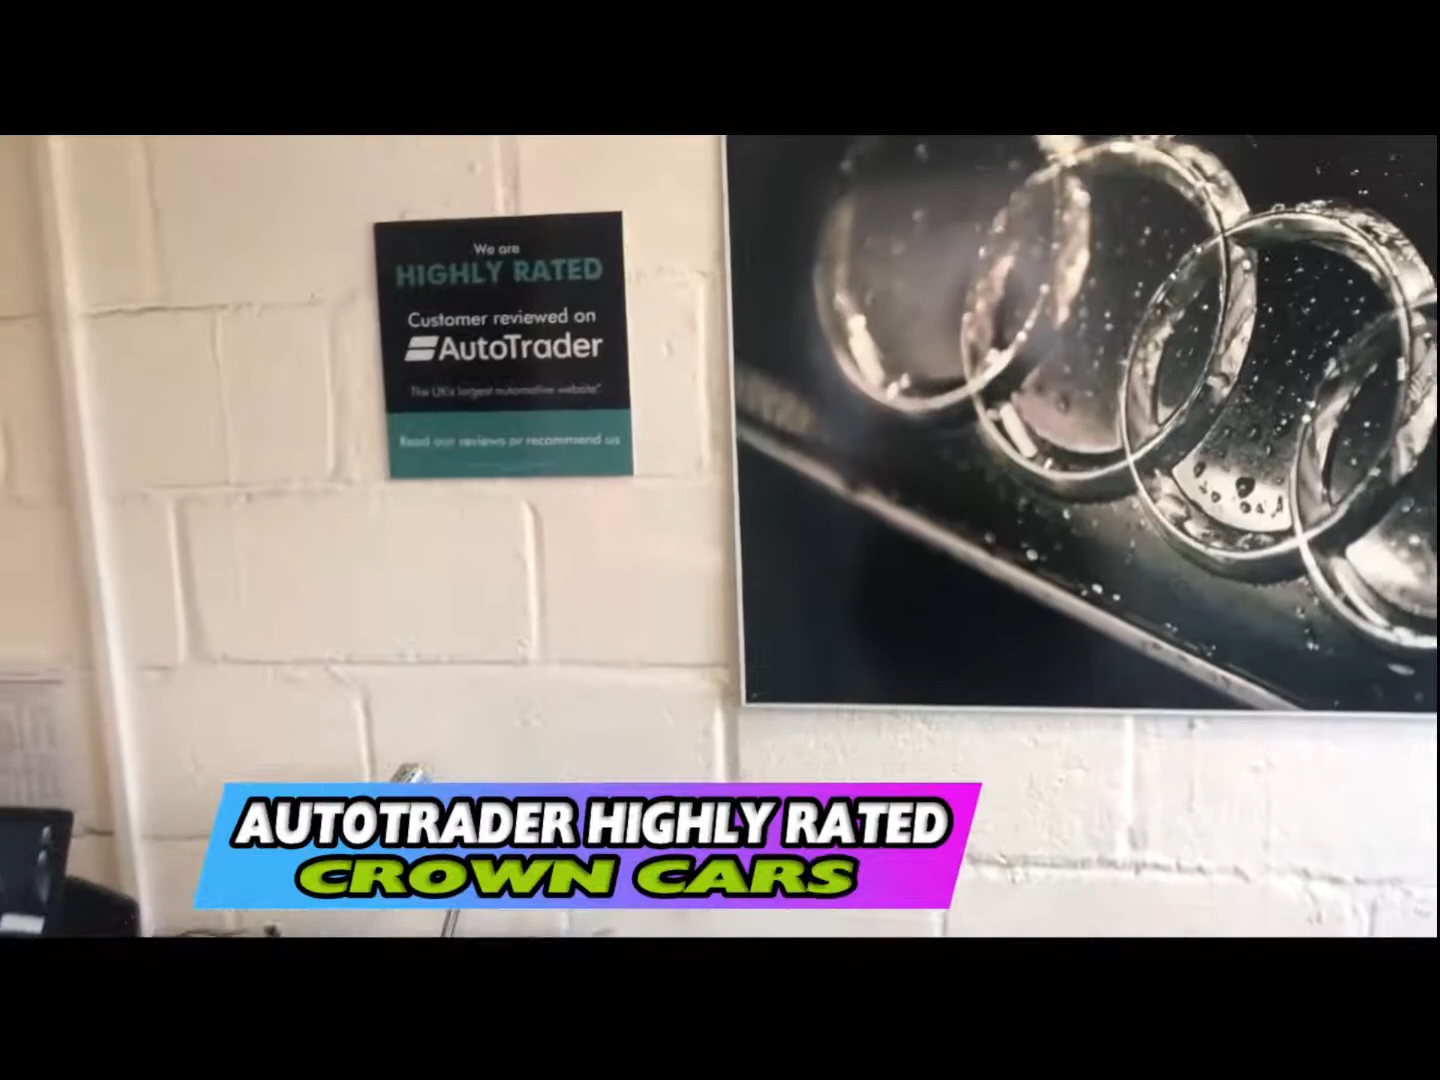 We are
HIGHLY RATED
Customer reviewed on
AutoTrader
The UK's largest automotive website*
Read our reviews or recommend us
AUTOTRADER HIGHLY RATED
CROWN CARS